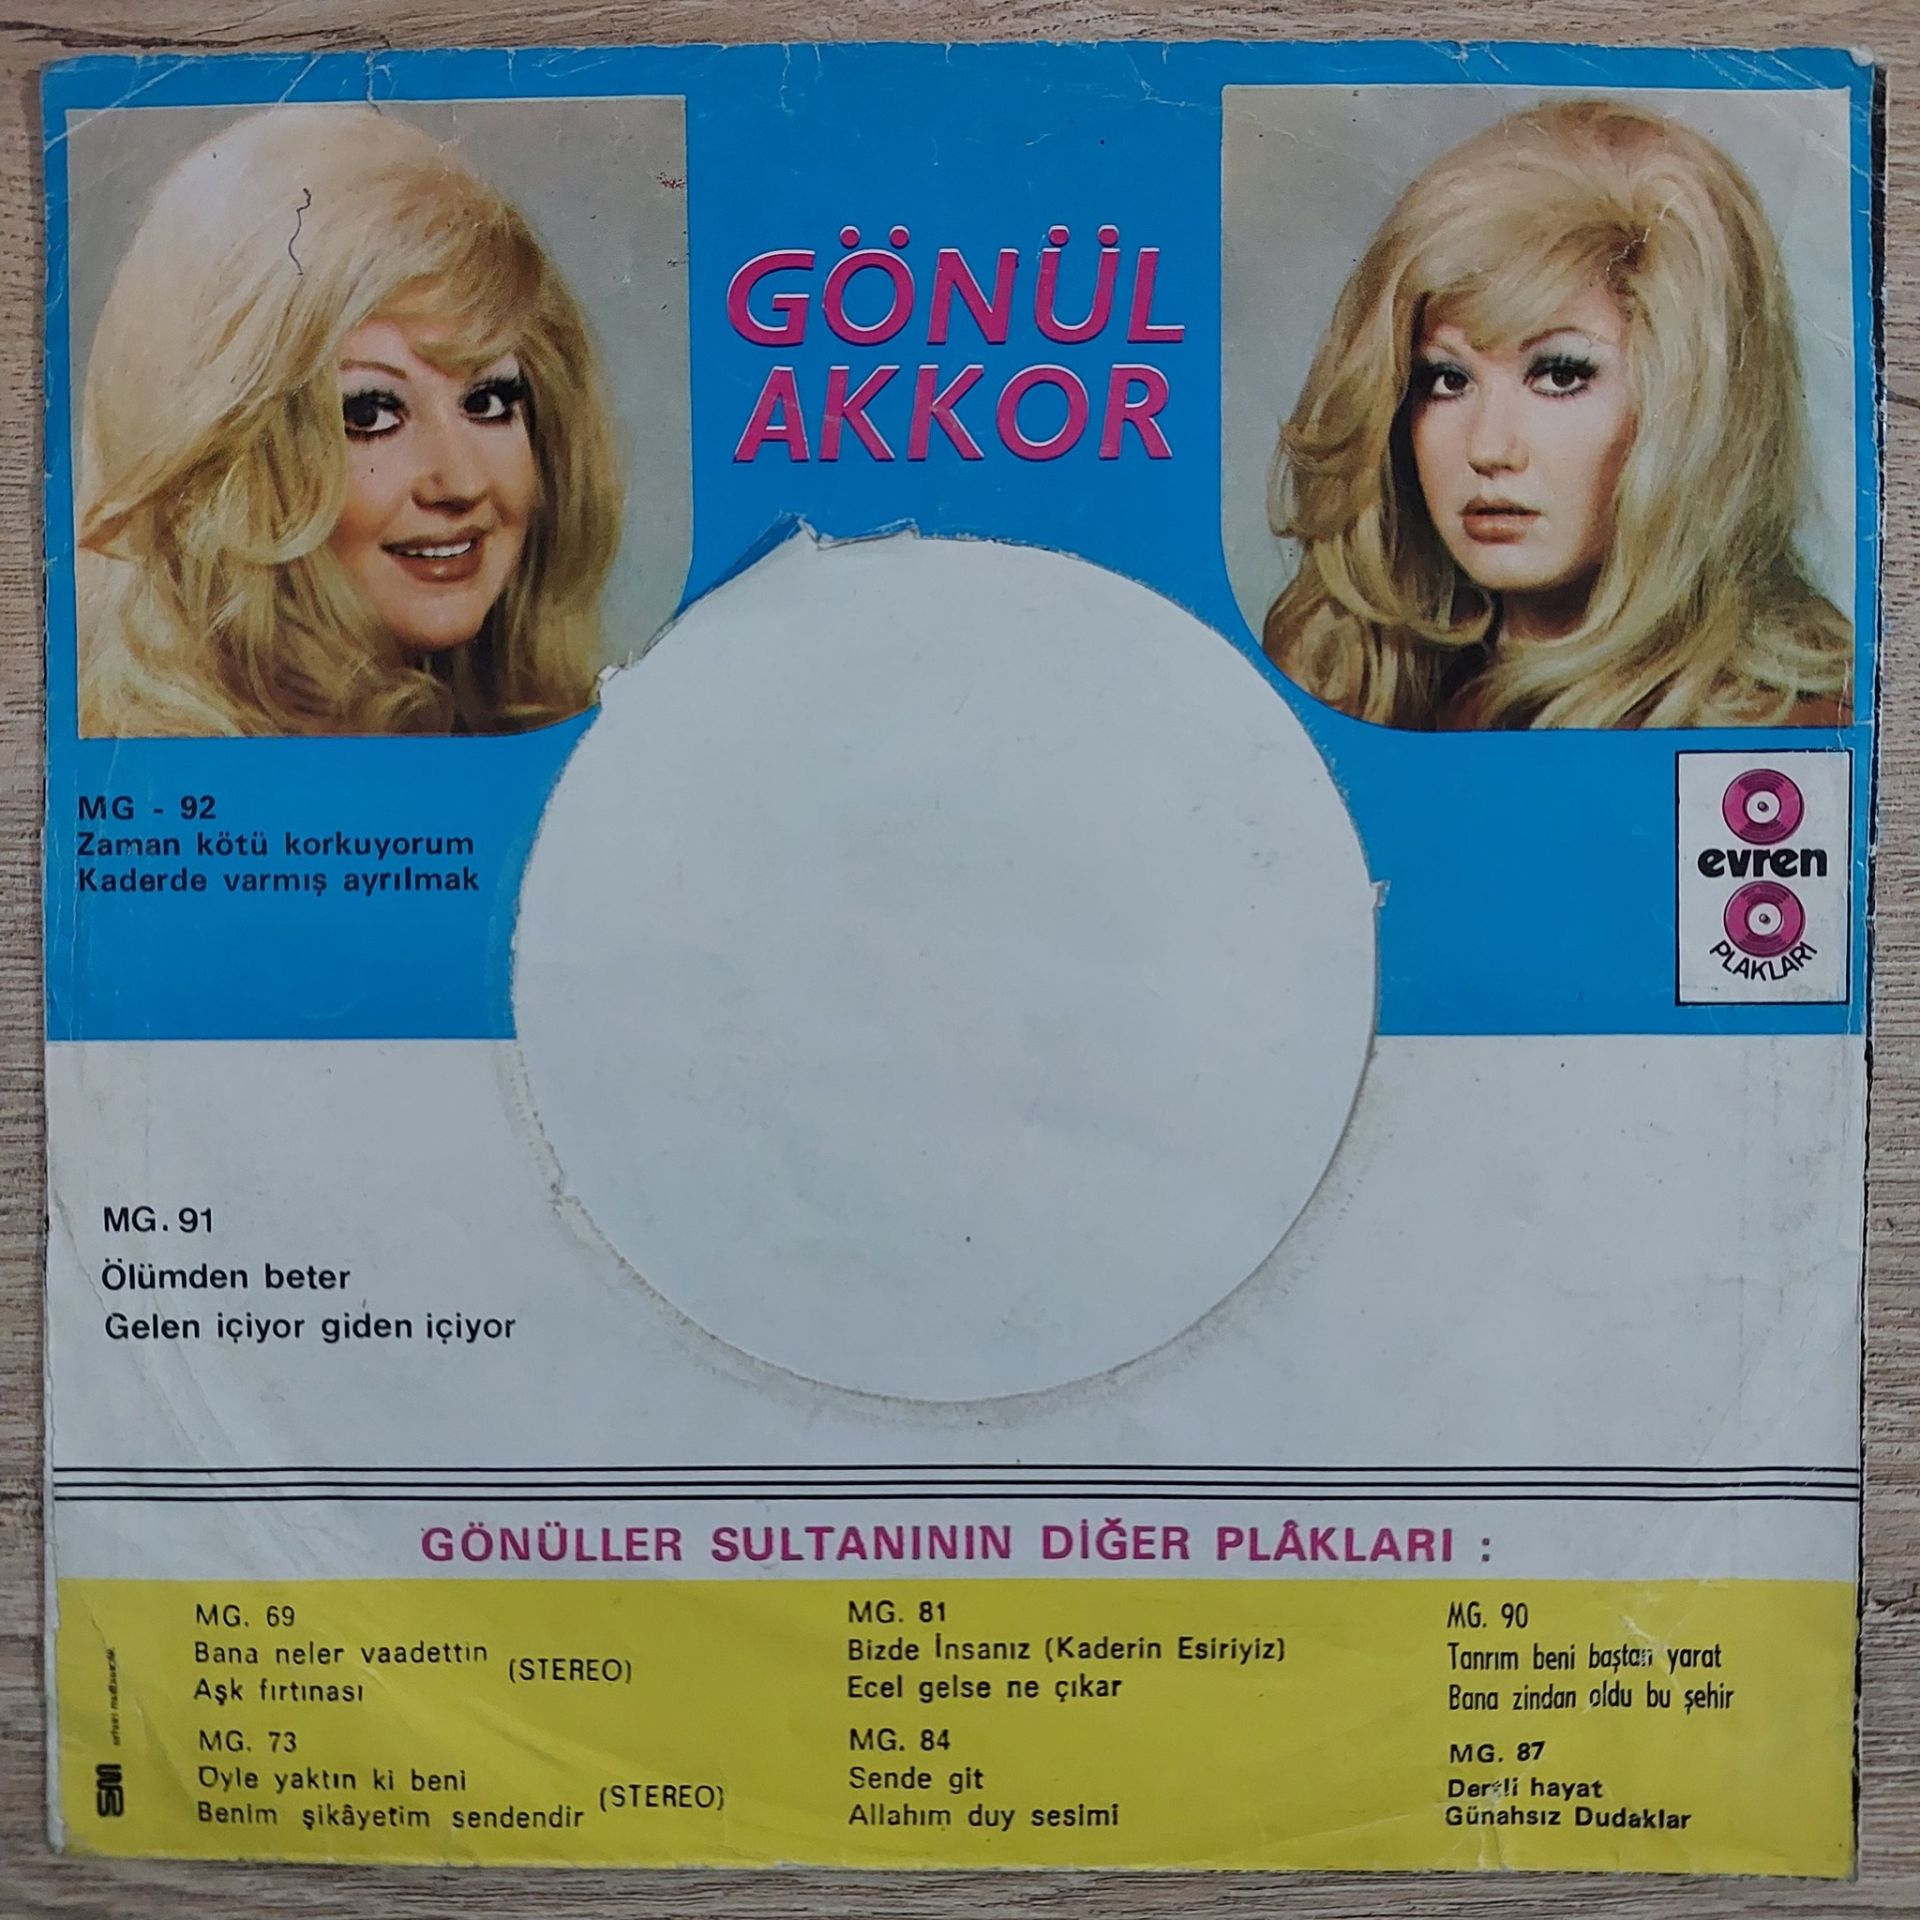 GÖNÜL
AKKOR
MG - 92
Zaman kötü korkuyorum
Kaderde varmış ayrılmak
evren
PLAKLARI
MG. 91
Ölümden beter
Gelen içiyor giden içiyor
GÖNÜLLER SULTANININ DİĞER PLÂKLARI :
MG. 69
Bana neler vaadettin
Aşk fırtınası
(STEREO)
MG. 73
Öyle yaktın ki beni
Benim şikâyetim sendendir
(STEREO)
MG. 81
Bizde İnsanız (Kaderin Esiriyiz)
Ecel gelse ne çıkar
MG. 84
Sende git
Allahım duy sesimi
MG. 90
Tanrım beni baştan yarat
Bana zindan oldu bu şehir
MG. 87
Dertli hayat
Günahsız Dudaklar